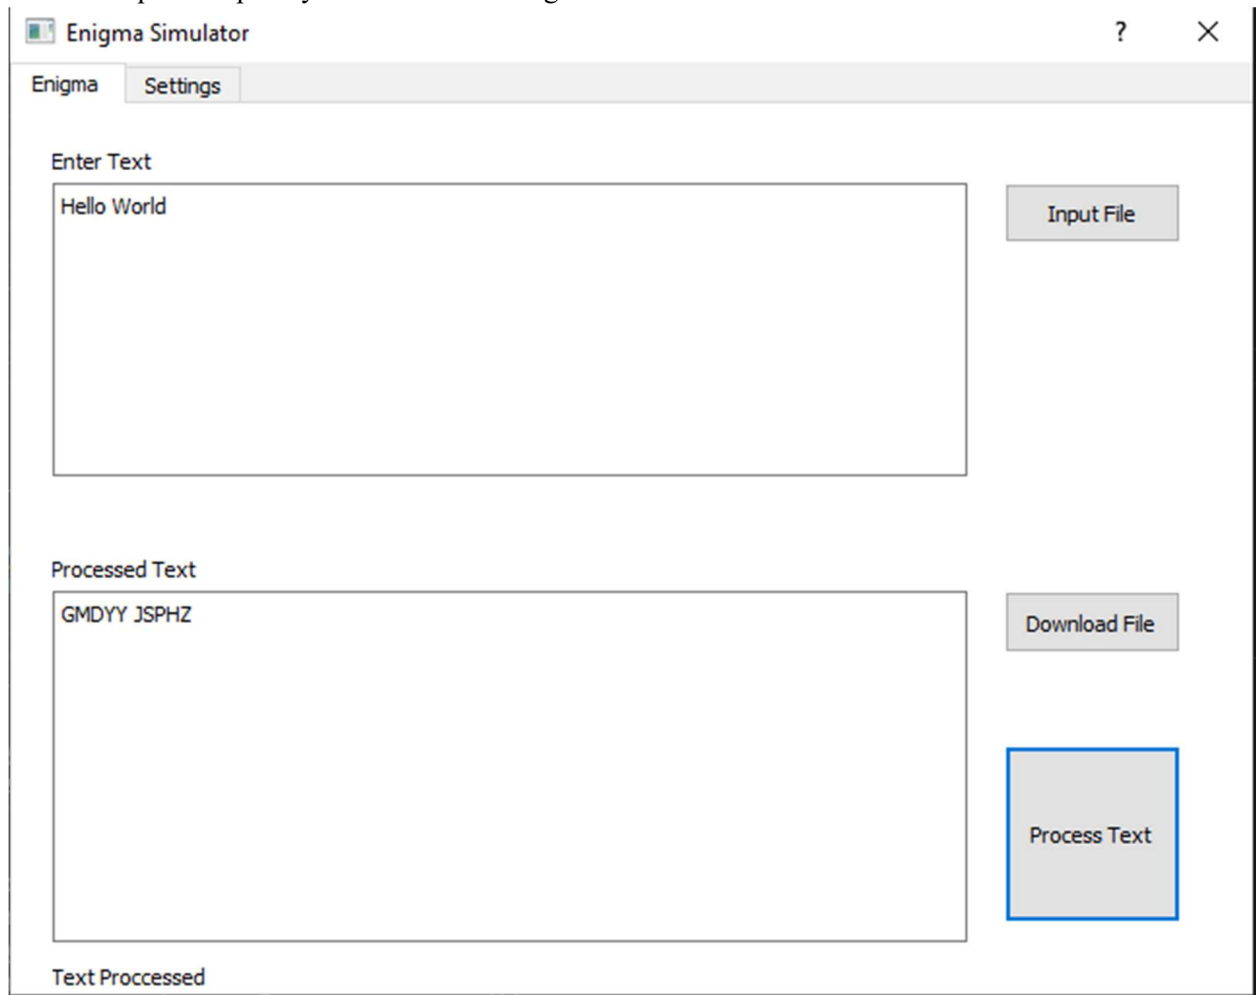 Enigma Simulator ?
Enigma Settings
Enter Text
Hello World
Input File
Processed Text
GMDYY JSPHZ
Download File
Process Text
Text Proccessed